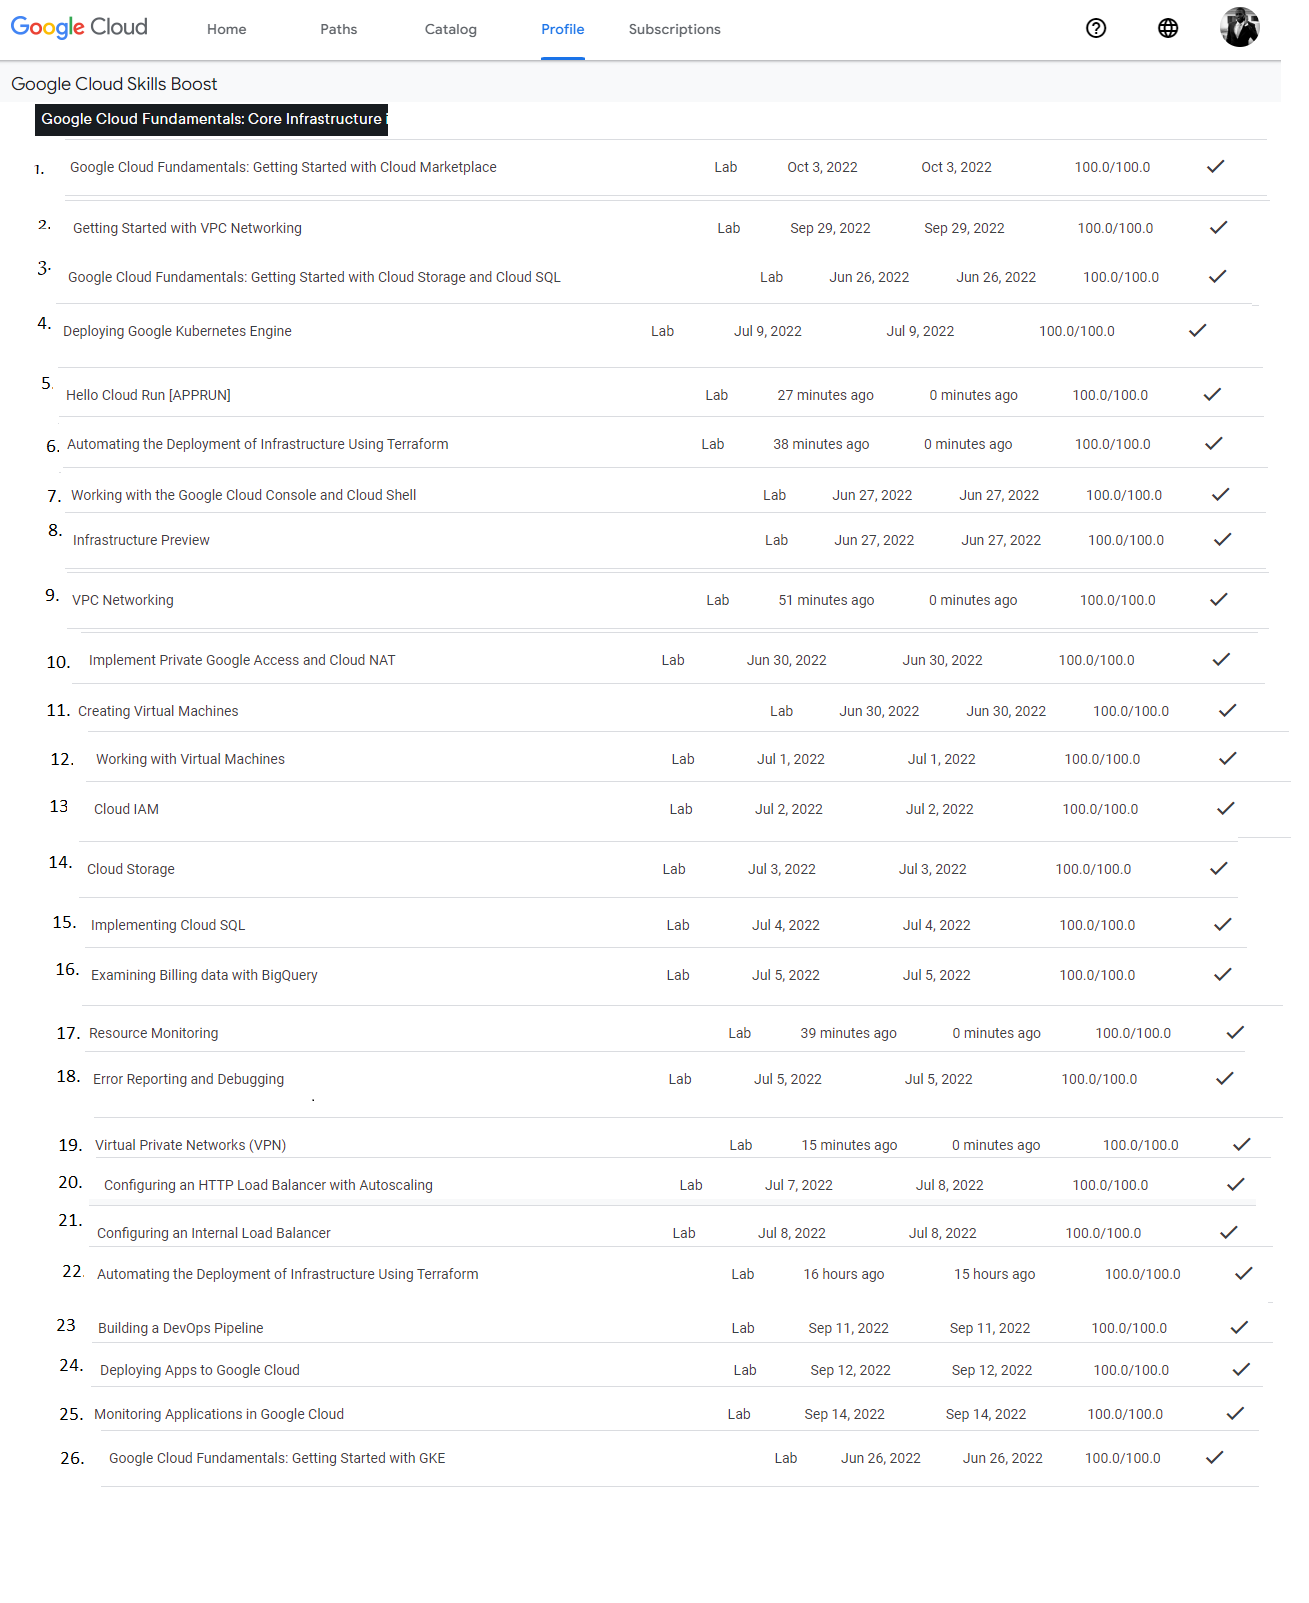 Google Cloud Home Paths Catalog Profile Subscriptions
Google Cloud Skills Boost
Google Cloud Fundamentals: Core Infrastructure i
1. Google Cloud Fundamentals: Getting Started with Cloud Marketplace Lab Oct 3, 2022 Oct 3, 2022 100.0/100.0
2. Getting Started with VPC Networking Lab Sep 29, 2022 Sep 29, 2022 100.0/100.0
3. Google Cloud Fundamentals: Getting Started with Cloud Storage and Cloud SQL Lab Jun 26, 2022 Jun 26, 2022 100.0/100.0
4. Deploying Google Kubernetes Engine Lab Jul 9, 2022 Jul 9, 2022 100.0/100.0
5. Hello Cloud Run [APPRUN] Lab 27 minutes ago 0 minutes ago 100.0/100.0
6. Automating the Deployment of Infrastructure Using Terraform Lab 38 minutes ago 0 minutes ago 100.0/100.0
7. Working with the Google Cloud Console and Cloud Shell Lab Jun 27, 2022 Jun 27, 2022 100.0/100.0
8. Infrastructure Preview Lab Jun 27, 2022 Jun 27, 2022 100.0/100.0
9. VPC Networking Lab 51 minutes ago 0 minutes ago 100.0/100.0
10. Implement Private Google Access and Cloud NAT Lab Jun 30, 2022 Jun 30, 2022 100.0/100.0
11. Creating Virtual Machines Lab Jun 30, 2022 Jun 30, 2022 100.0/100.0
12. Working with Virtual Machines Lab Jul 1, 2022 Jul 1, 2022 100.0/100.0
13 Cloud IAM Lab Jul 2, 2022 Jul 2, 2022 100.0/100.0
14. Cloud Storage Lab Jul 3, 2022 Jul 3, 2022 100.0/100.0
15. Implementing Cloud SQL Lab Jul 4, 2022 Jul 4, 2022 100.0/100.0
16. Examining Billing data with BigQuery Lab Jul 5, 2022 Jul 5, 2022 100.0/100.0
17. Resource Monitoring Lab 39 minutes ago 0 minutes ago 100.0/100.0
18. Error Reporting and Debugging Lab Jul 5, 2022 Jul 5, 2022 100.0/100.0
19. Virtual Private Networks (VPN) Lab 15 minutes ago 0 minutes ago 100.0/100.0
20. Configuring an HTTP Load Balancer with Autoscaling Lab Jul 7, 2022 Jul 8, 2022 100.0/100.0
21. Configuring an Internal Load Balancer Lab Jul 8, 2022 Jul 8, 2022 100.0/100.0
22. Automating the Deployment of Infrastructure Using Terraform Lab 16 hours ago 15 hours ago 100.0/100.0
23 Building a DevOps Pipeline Lab Sep 11, 2022 Sep 11, 2022 100.0/100.0
24. Deploying Apps to Google Cloud Lab Sep 12, 2022 Sep 12, 2022 100.0/100.0
25. Monitoring Applications in Google Cloud Lab Sep 14, 2022 Sep 14, 2022 100.0/100.0
26. Google Cloud Fundamentals: Getting Started with GKE Lab Jun 26, 2022 Jun 26, 2022 100.0/100.0